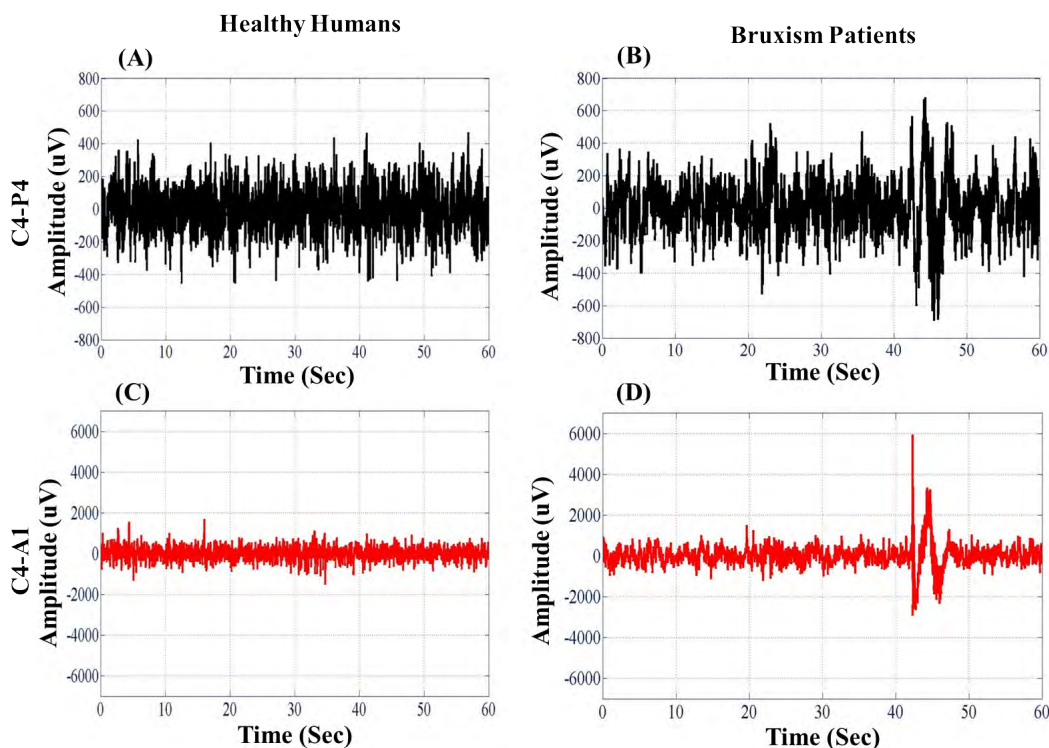 Healthy Humans
Bruxism Patients
(A)
(B)
C4-P4
Amplitude (uV)
800
600
400
200
0
-200
-400
-600
-800
0 10 20 30 40 50 60
Time (Sec)
Amplitude (uV)
800
600
400
200
0
-200
-400
-600
-800
0 10 20 30 40 50 60
Time (Sec)
(C)
(D)
C4-A1
Amplitude (uV)
6000
4000
2000
0
-2000
-4000
-6000
0 10 20 30 40 50 60
Time (Sec)
Amplitude (uV)
6000
4000
2000
0
-2000
-4000
-6000
0 10 20 30 40 50 60
Time (Sec)